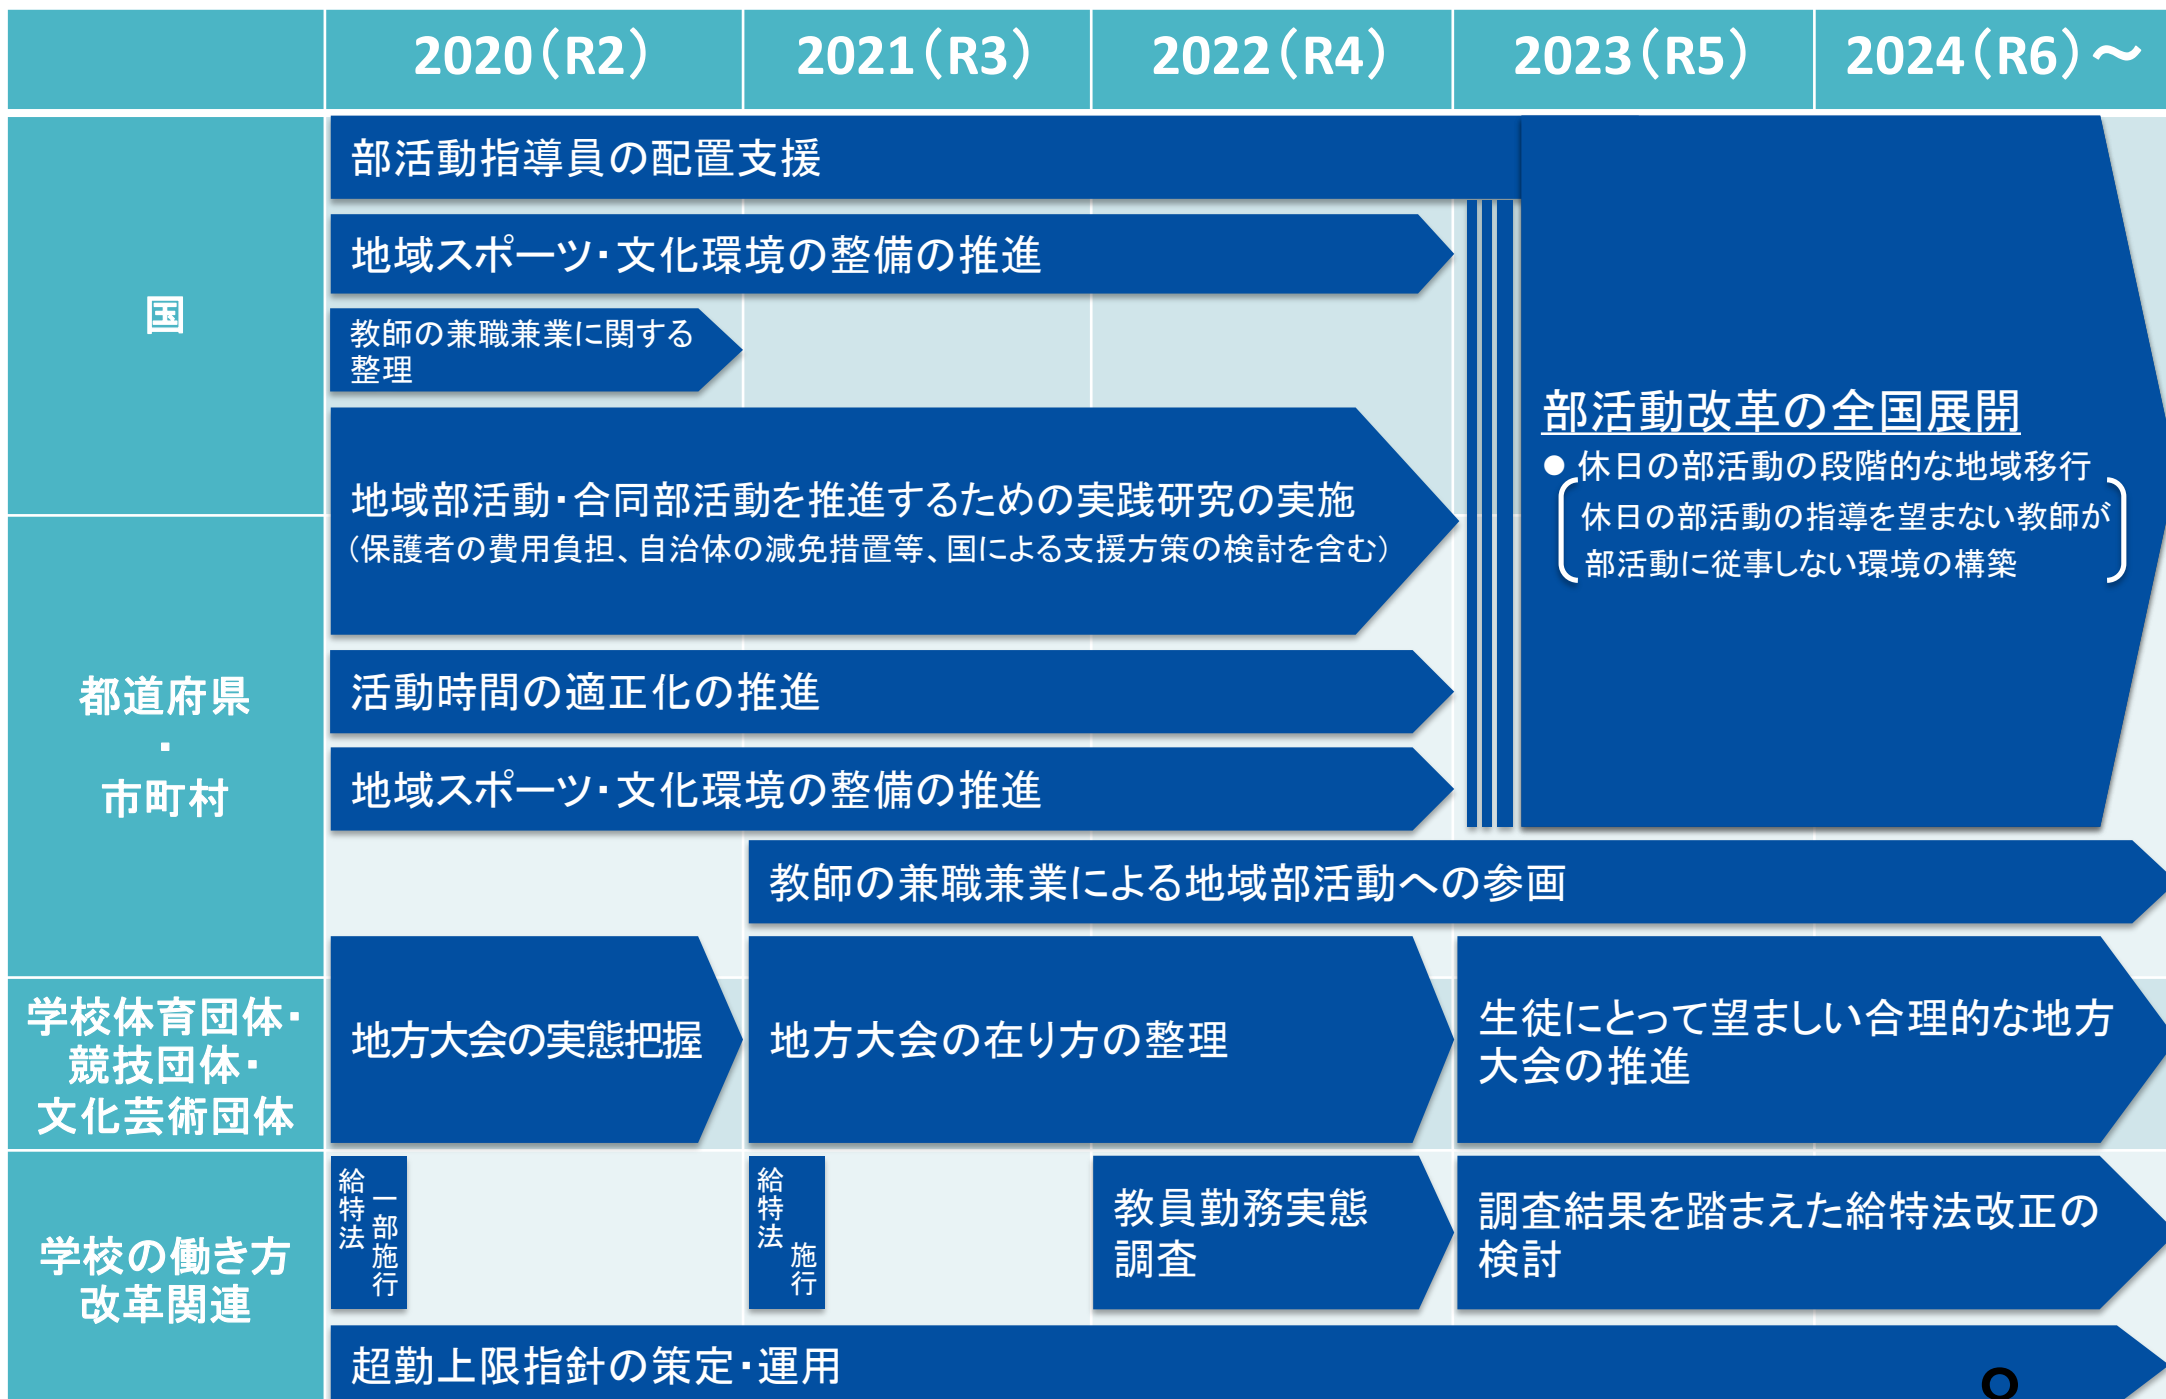 2020（R2）
2021（R3）
2022（R4）
2023（R5）
2024（R6）～
国
部活動指導員の配置支援
地域スポーツ・文化環境の整備の推進
教師の兼職兼業に関する
整理
地域部活動・合同部活動を推進するための実践研究の実施
（保護者の費用負担、自治体の減免措置等、国による支援方策の検討を含む）
部活動改革の全国展開
● 休日の部活動の段階的な地域移行
休日の部活動の指導を望まない教師が
部活動に従事しない環境の構築
都道府県
・
市町村
活動時間の適正化の推進
地域スポーツ・文化環境の整備の推進
教師の兼職兼業による地域部活動への参画
学校体育団体・
競技団体・
文化芸術団体
地方大会の実態把握
地方大会の在り方の整理
生徒にとって望ましい合理的な地方
大会の推進
学校の働き方
改革関連
給特法
一部施行
給特法
施行
教員勤務実態
調査
調査結果を踏まえた給特法改正の
検討
超勤上限指針の策定・運用